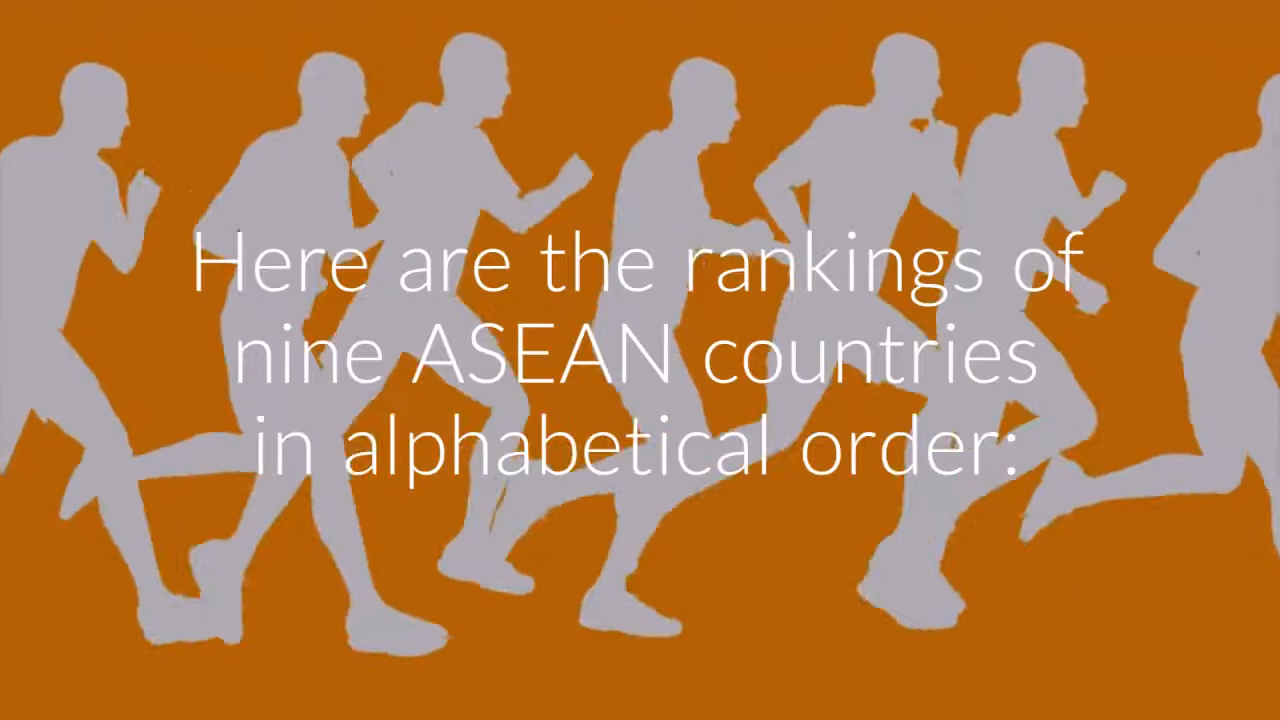 Here are the rankings of
nine ASEAN countries
in alphabetical order: